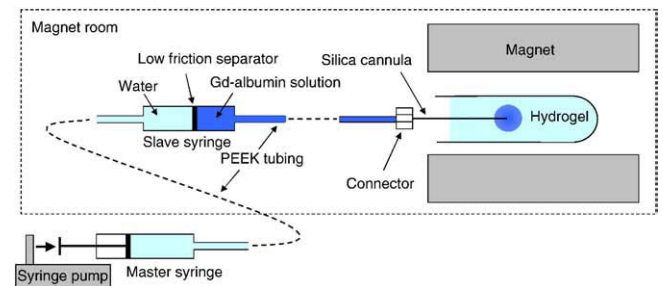 Magnet room
Low friction separator
Water
Gd-albumin solution
Silica cannula
Magnet
Slave syringe
Hydrogel
PEEK tubing
Connector
Syringe pump
Master syringe